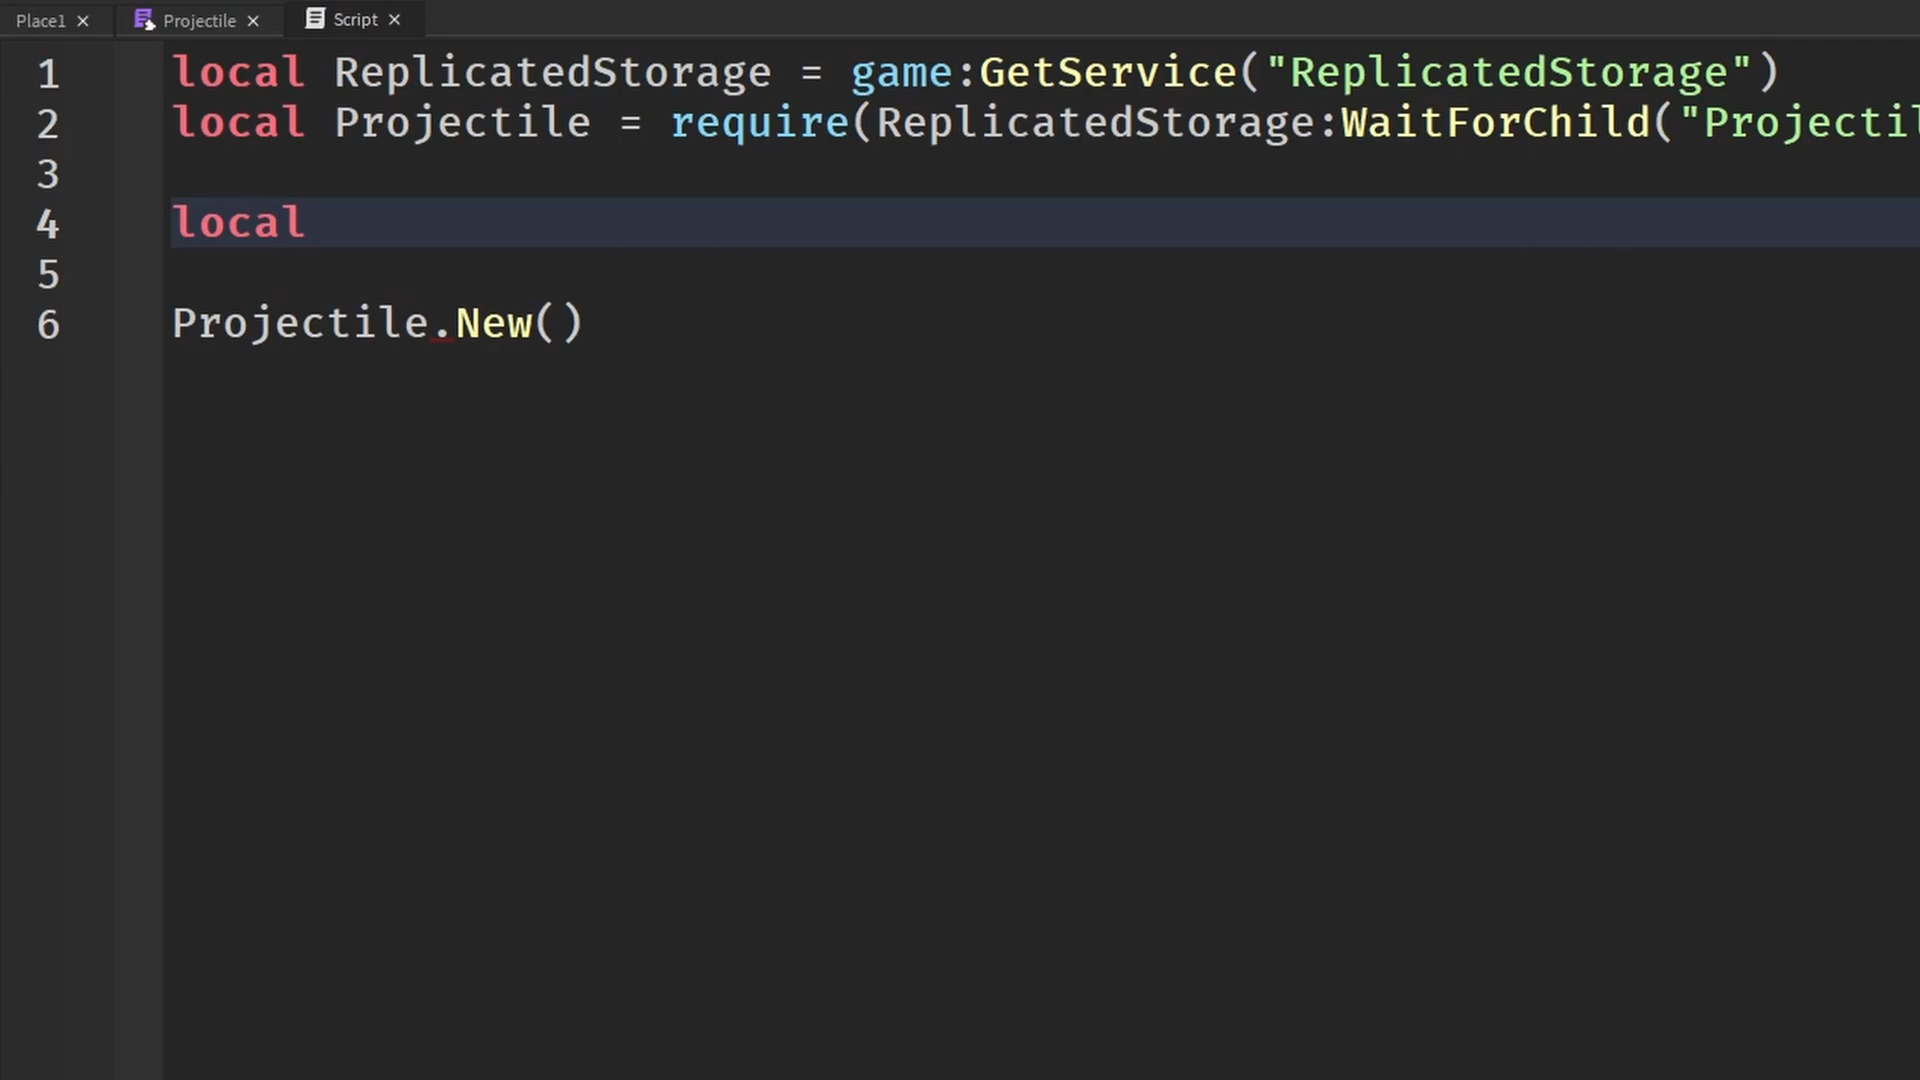 Place1 Projectile Script
1 local ReplicatedStorage = game:GetService("ReplicatedStorage")
2 local Projectile = require(ReplicatedStorage:WaitForChild("Projectil
3
4 local
5
6 Projectile.New()